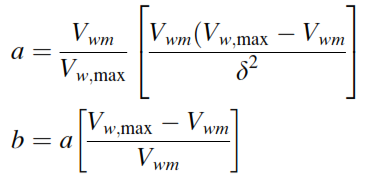 a = \frac{V_{wm}}{V_{w,max}} \left[ \frac{V_{wm}(V_{w,max} - V_{wm}}{\delta^2} \right]
b = a \left[ \frac{V_{w,max} - V_{wm}}{V_{wm}} \right]